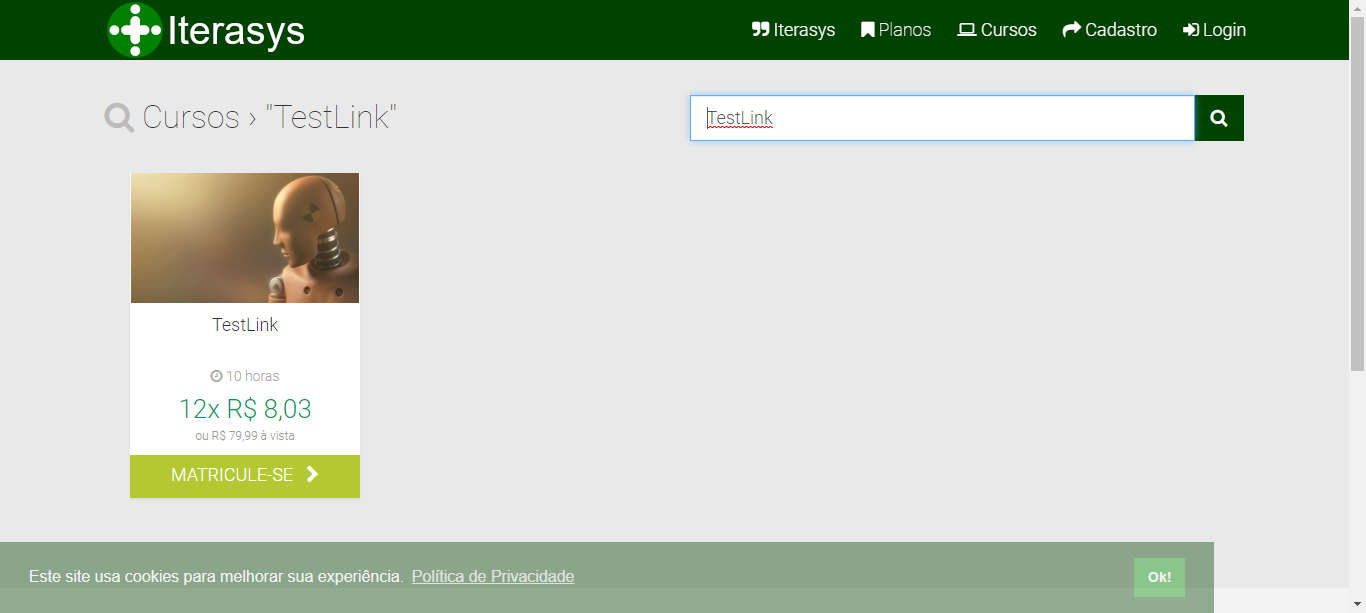 Iterasys
Iterasys Planos Cursos Cadastro Login
Cursos › "TestLink"
TestLink
TestLink
10 horas
12x R$ 8,03
ou R$ 79,99 à vista
MATRICULE-SE
Este site usa cookies para melhorar sua experiência. Política de Privacidade
Ok!